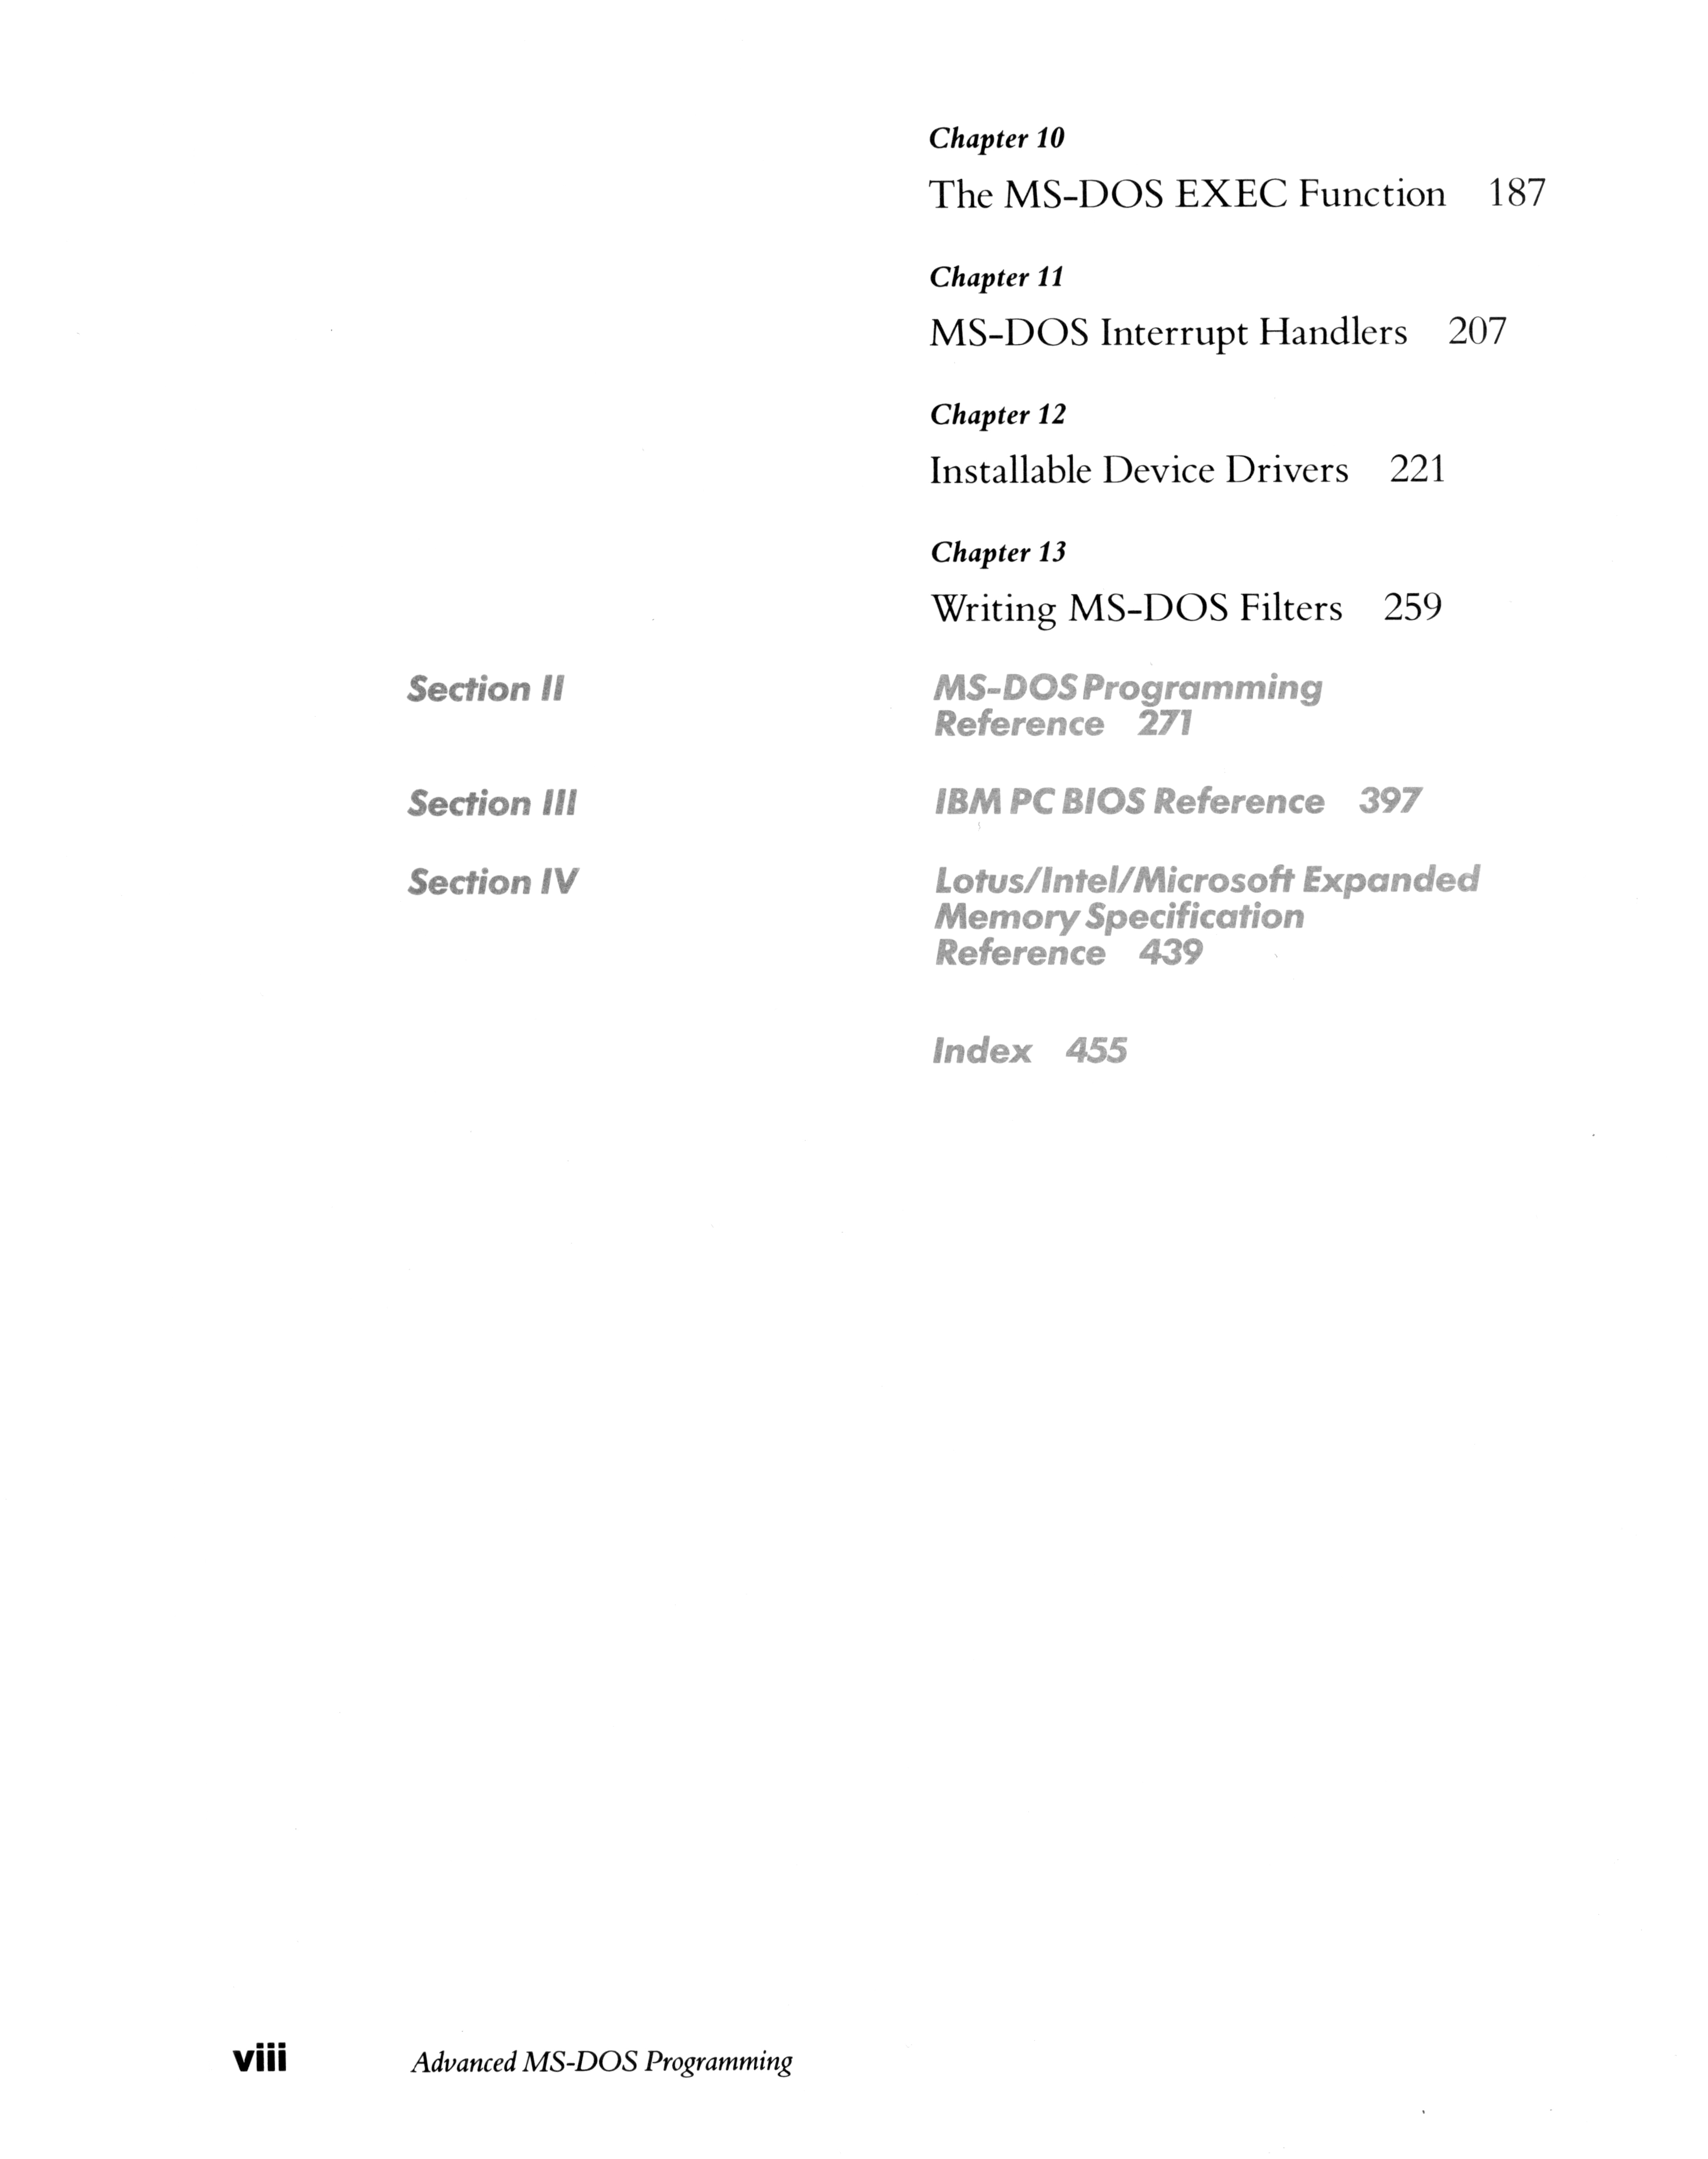 Chapter 10
The MS-DOS EXEC Function 187
Chapter 11
MS-DOS Interrupt Handlers 207
Chapter 12
Installable Device Drivers 221
Chapter 13
Writing MS-DOS Filters 259
Section II MS-DOS Programming
Reference 271
Section III IBM PC BIOS Reference 397
Section IV Lotus/Intel/Microsoft Expanded
Memory Specification
Reference 439
Index 455
viii Advanced MS-DOS Programming